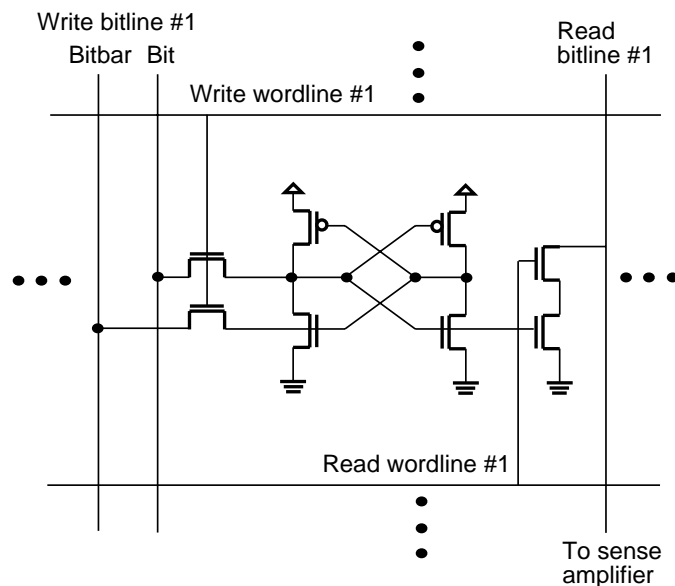 Write bitline #1
Bitbar Bit
Read
bitline #1
Write wordline #1
Read wordline #1
To sense
amplifier